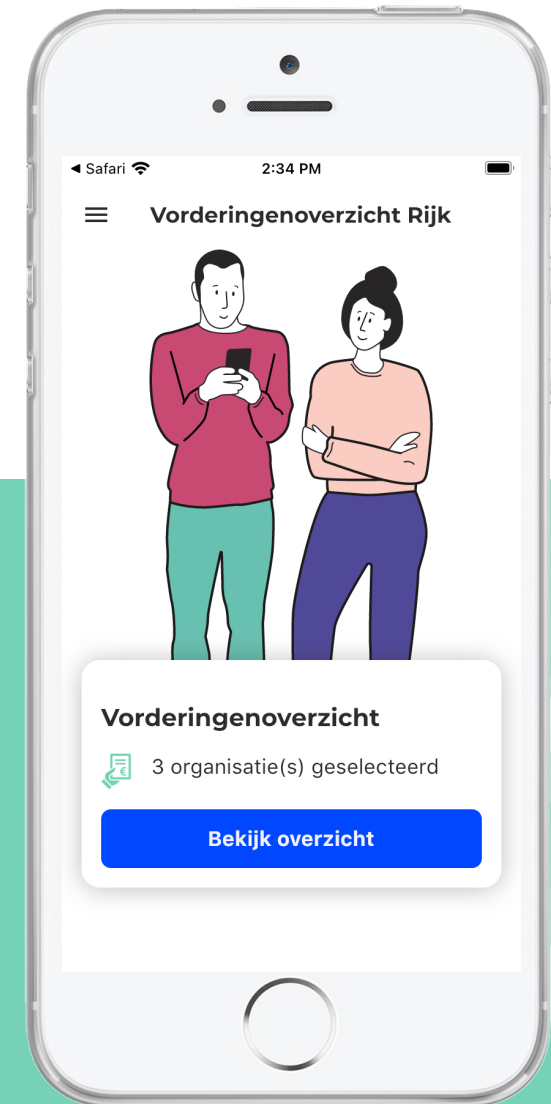 ◀ Safari
2:34 PM
Vorderingenoverzicht Rijk
Vorderingenoverzicht
€
3 organisatie(s) geselecteerd
Bekijk overzicht